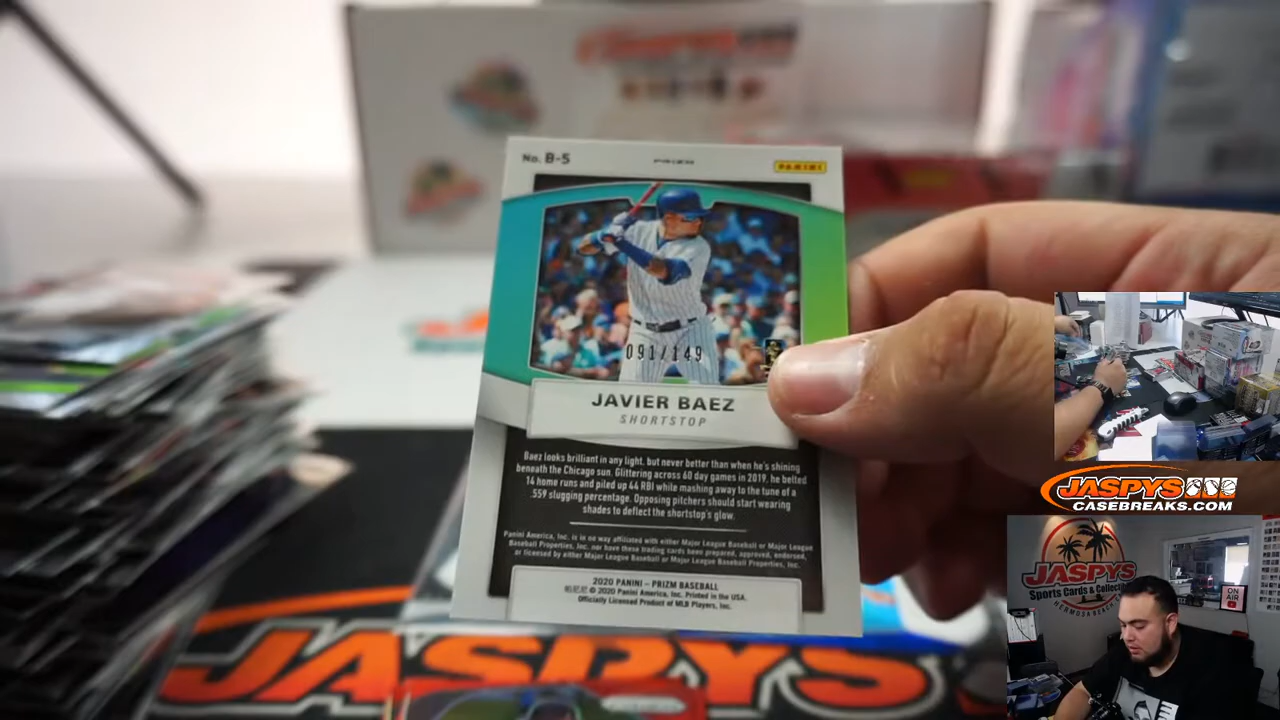 No. B-5
PRIZM
PANINI
091/149
JAVIER BAEZ
SHORTSTOP
Baez looks brilliant in any light, but never better than when he's shining
beneath the Chicago sun. Glittering across 60 day games in 2019, he belted
14 home runs and piled up 44 RBI while mashing away to the tune of a
.559 slugging percentage. Opposing pitchers should start wearing
shades to deflect the shortstop's glow.
Panini America, Inc. is in no way affiliated with either Major League Baseball or Major League
Baseball Properties, Inc. nor have these trading cards been prepared, approved, endorsed,
or licensed by either Major League Baseball or Major League Baseball Properties, Inc.
2020 PANINI – PRIZM BASEBALL
© 2020 Panini America, Inc. Printed in the USA.
Officially Licensed Product of MLB Players, Inc.
JASPYS
JASPYS
CASEBREAKS.COM
JASPYS
Sports Cards & Collect
HERMOSA BEACH
ON
AIR